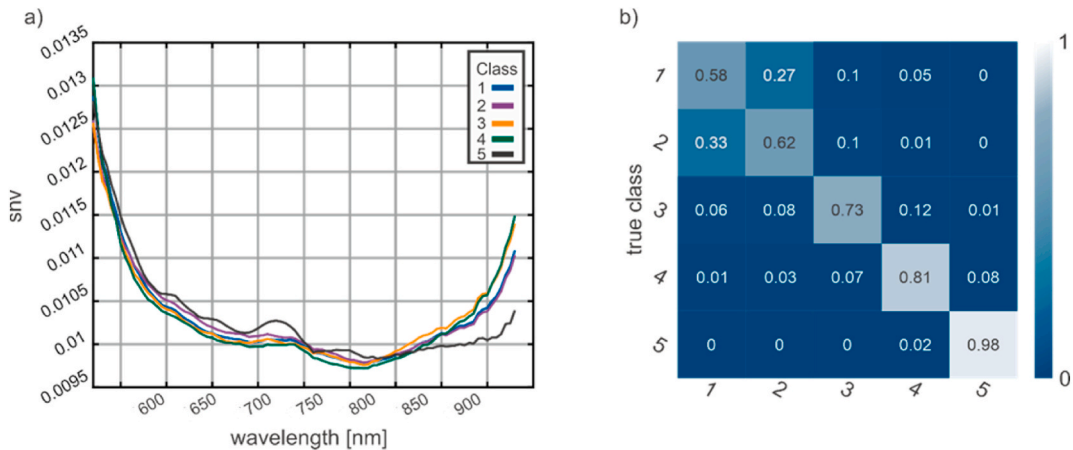 a)
0.0135
0.013
0.0125
0.012
0.0115
0.011
0.0105
0.01
0.0095
snv
Class
1
2
3
4
5
600
650
700
750
800
850
900
wavelength [nm]
b)
true class
1
0.58 0.27 0.1 0.05 0
2
0.33 0.62 0.1 0.01 0
3
0.06 0.08 0.73 0.12 0.01
4
0.01 0.03 0.07 0.81 0.08
5
0 0 0 0.02 0.98
1 2 3 4 5
1
0